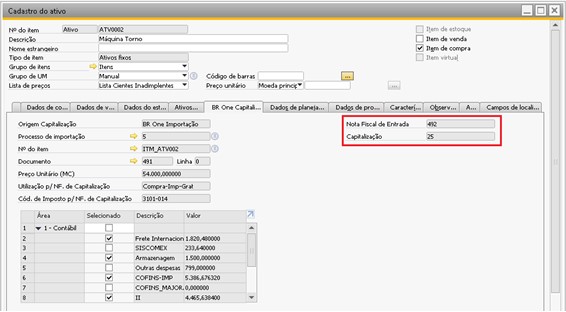 Cadastro do ativo
Nº do item Ativo ATV0002
Descrição Máquina Torno
Nome estrangeiro
Tipo de item Ativos fixos
Grupo de itens Itens
Grupo de UM Manual
Lista de preços Lista Cientes Inadimplentes
Código de barras ...
Preço unitário Moeda princip ...
Item de estoque
Item de venda
Item de compra
Item virtual
Dados de co... Dados de v... Dados do est... Ativos... BR One Capitali... Dados de planeja... Dados de pro... Caracterí... Observ... A... Campos de locali...
Origem Capitalização BR One Importação
Processo de importação 5
Nº do item ITM_ATV002
Documento 491 Linha 0
Preço Unitário (MC) 54.000,000000
Utilização p/ NF. de Capitalização Compra-Imp-Gral
Cód. de Imposto p/ NF. de Capitalização 3101-014
Nota Fiscal de Entrada 492
Capitalização 25
Área Selecionado Descrição Valor
1 1 - Contábil
2 Frete Internacion 1.820,480000
3 SISCOMEX 233,640000
4 Armazenagem 1.500,000000
5 Outras despesas 799,000000
6 COFINS-IMP 5.386,676320
7 COFINS_MAJOR, 0,000000
8 II 4.465,638400